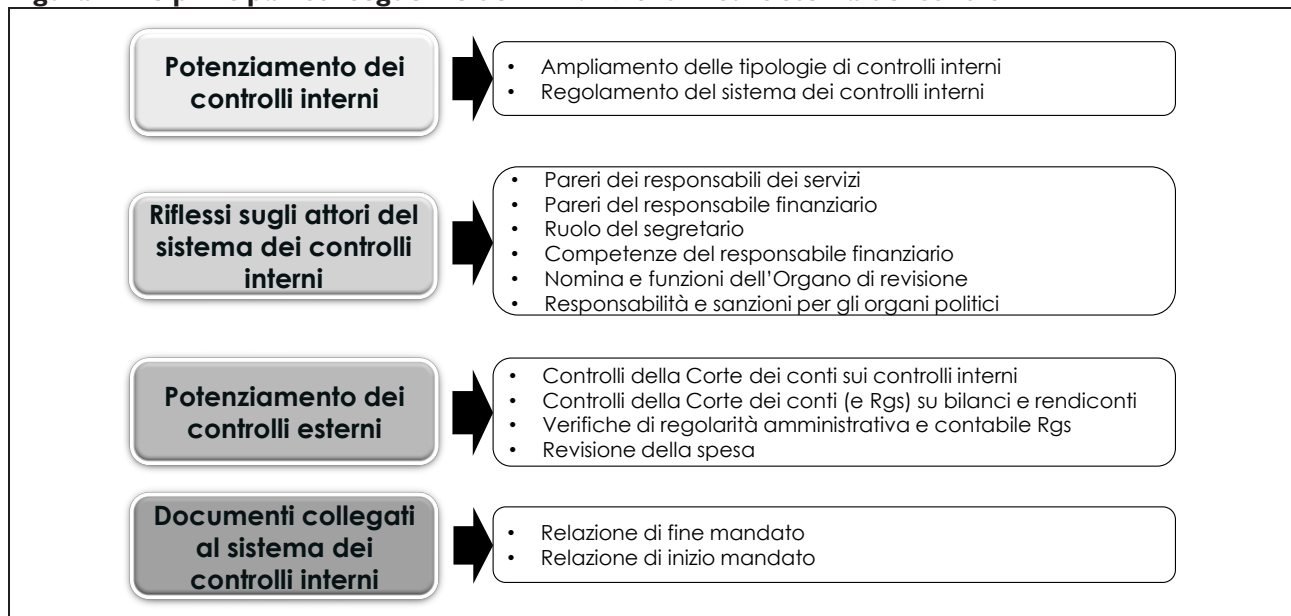 Potenziamento dei
controlli interni
• Ampliamento delle tipologie di controlli interni
• Regolamento del sistema dei controlli interni
Riflessi sugli attori del
sistema dei controlli
interni
• Pareri dei responsabili dei servizi
• Pareri del responsabile finanziario
• Ruolo del segretario
• Competenze del responsabile finanziario
• Nomina e funzioni dell'Organo di revisione
• Responsabilità e sanzioni per gli organi politici
Potenziamento dei
controlli esterni
• Controlli della Corte dei conti sui controlli interni
• Controlli della Corte dei conti (e Rgs) su bilanci e rendiconti
• Verifiche di regolarità amministrativa e contabile Rgs
• Revisione della spesa
Documenti collegati
al sistema dei
controlli interni
• Relazione di fine mandato
• Relazione di inizio mandato